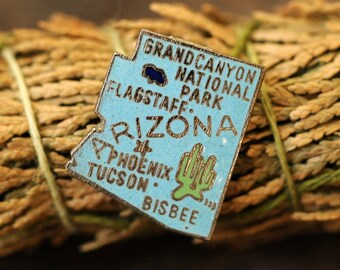 GRAND CANYON
NATIONAL
PARK
FLAGSTAFF·
ARIZONA
PHOENIX
TUCSON·
BISBEE